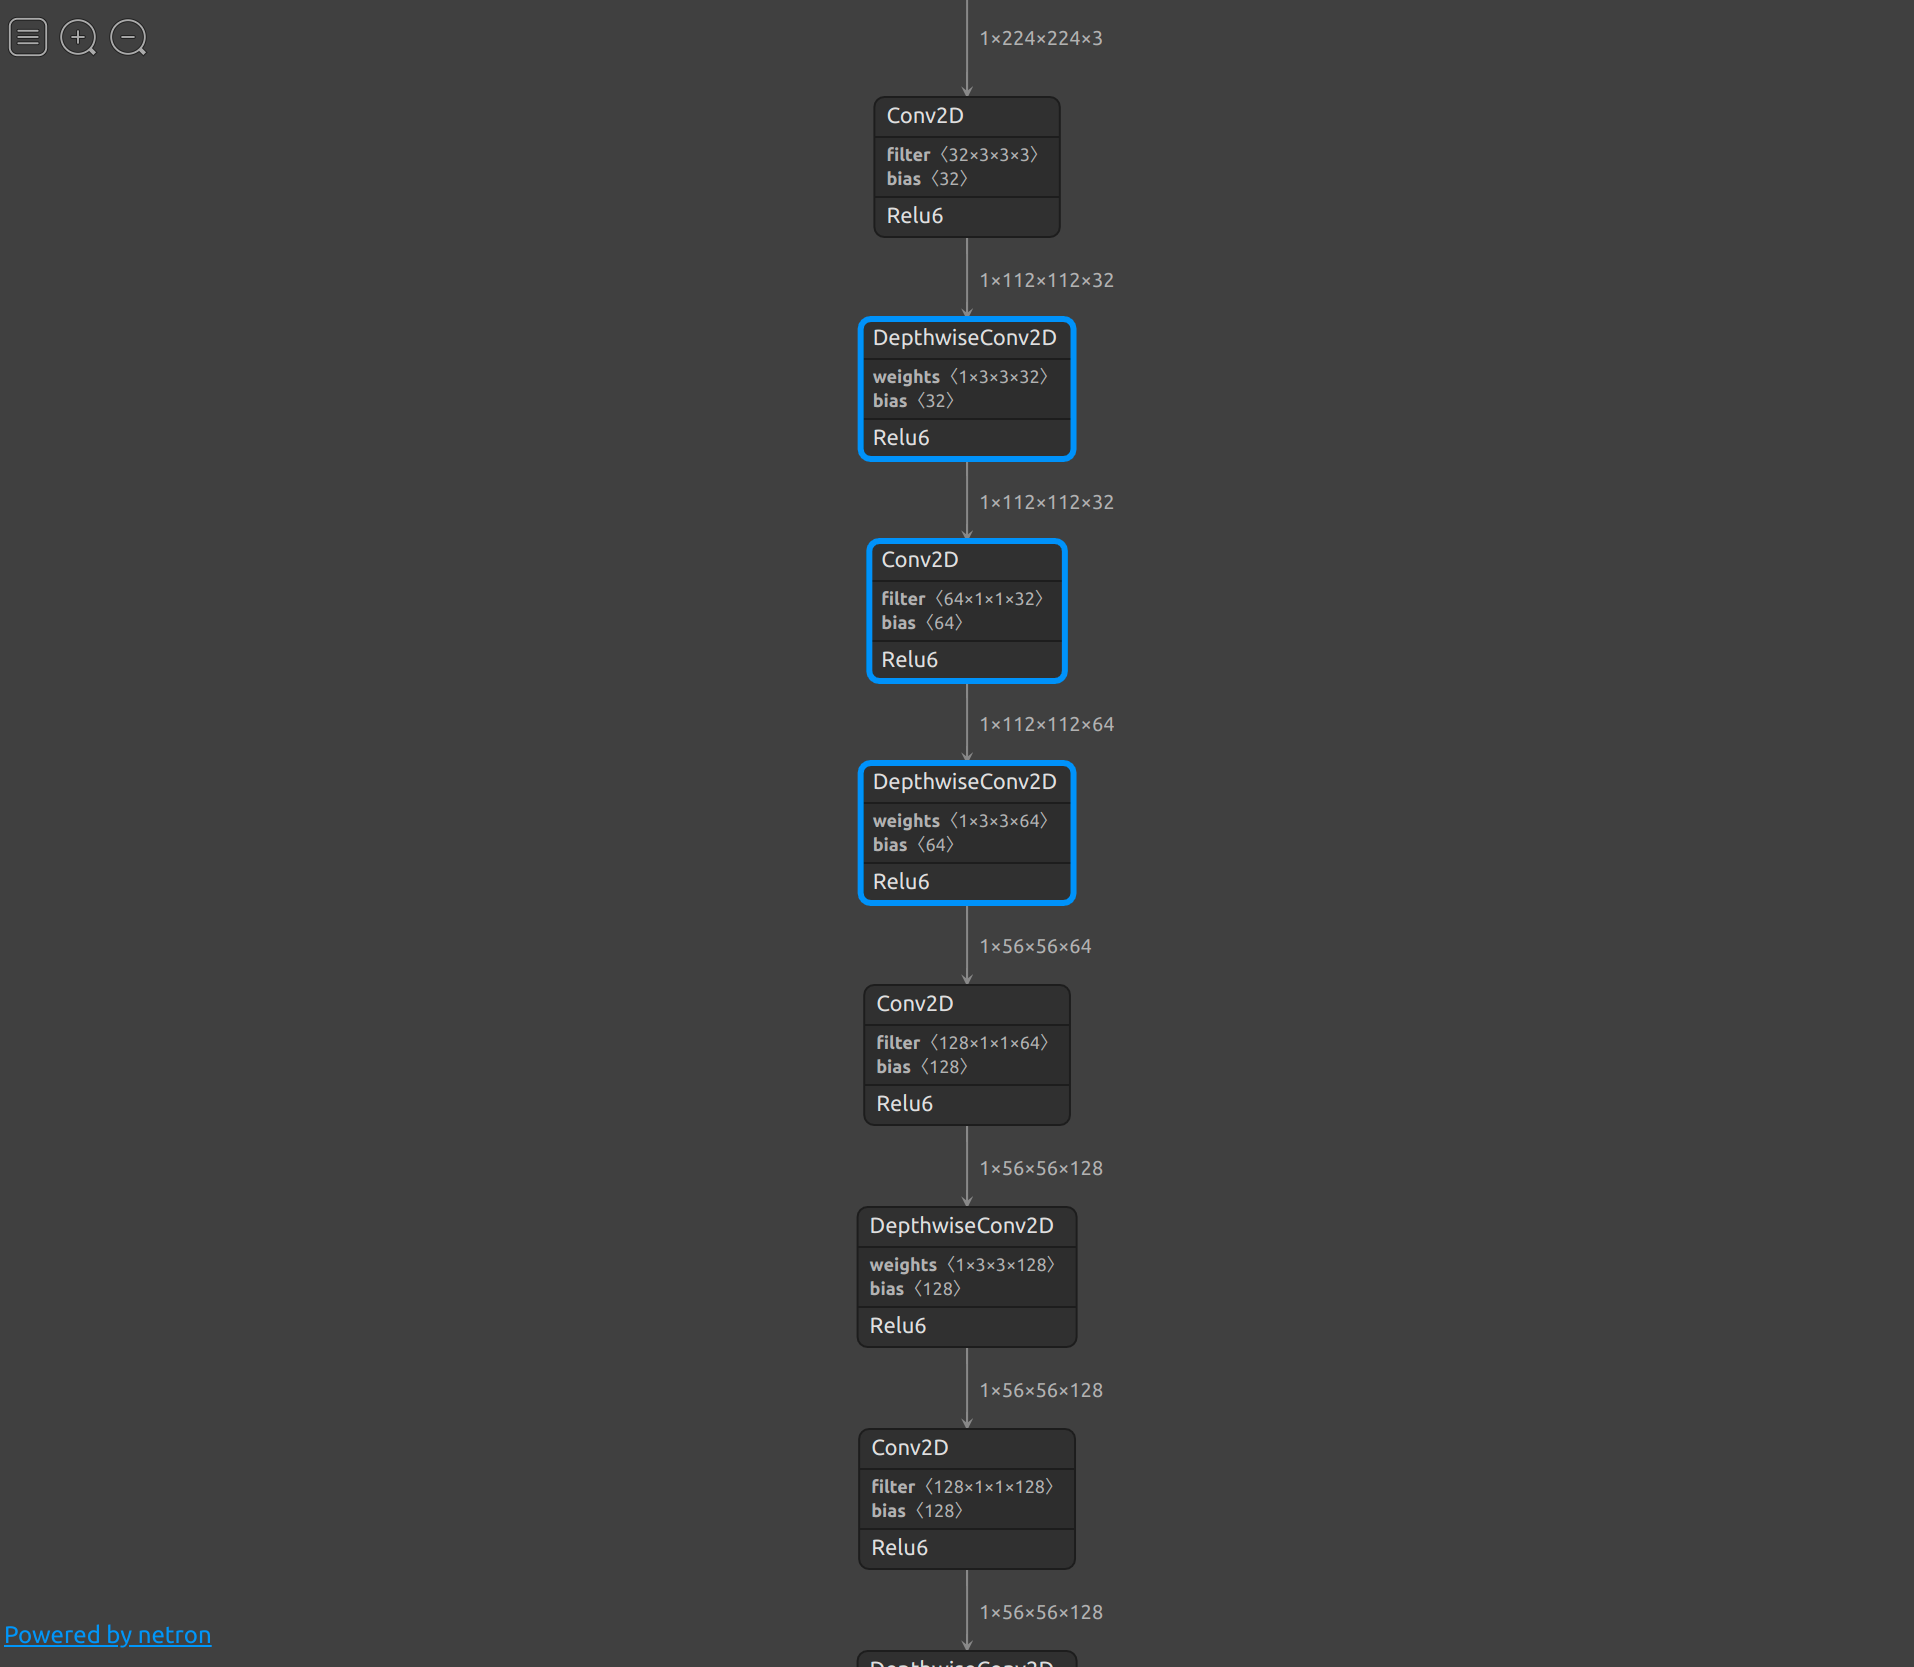 1×224×224×3
Conv2D
filter 〈32×3×3×3〉
bias 〈32〉
Relu6
1×112×112×32
DepthwiseConv2D
weights 〈1×3×3×32〉
bias 〈32〉
Relu6
1×112×112×32
Conv2D
filter 〈64×1×1×32〉
bias 〈64〉
Relu6
1×112×112×64
DepthwiseConv2D
weights 〈1×3×3×64〉
bias 〈64〉
Relu6
1×56×56×64
Conv2D
filter 〈128×1×1×64〉
bias 〈128〉
Relu6
1×56×56×128
DepthwiseConv2D
weights 〈1×3×3×128〉
bias 〈128〉
Relu6
1×56×56×128
Conv2D
filter 〈128×1×1×128〉
bias 〈128〉
Relu6
1×56×56×128
Powered by netron
DepthwiseConv2D